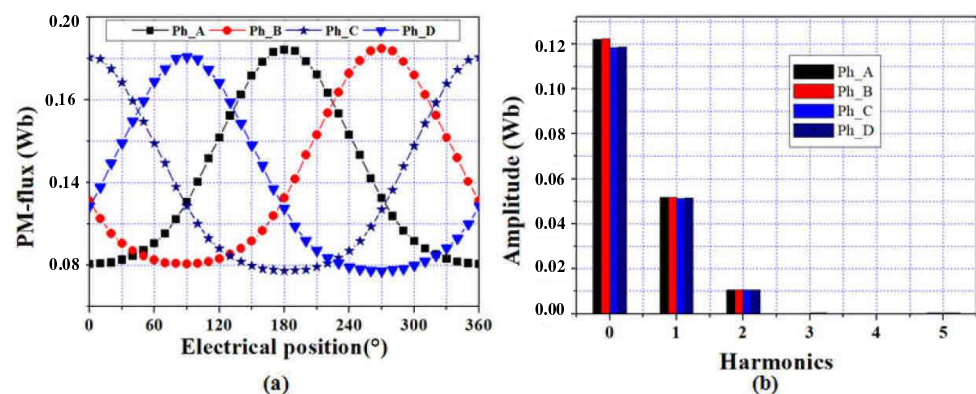 0.20
0.16
0.14
0.08
PM-flux (Wb)
Ph_A Ph_B Ph_C Ph_D
0 60 120 180 240 300 360
Electrical position(°)
(a)
0.12
0.10
0.08
0.06
0.04
0.02
0.00
Amplitude (Wb)
Ph_A
Ph_B
Ph_C
Ph_D
0 1 2 3 4 5
Harmonics
(b)